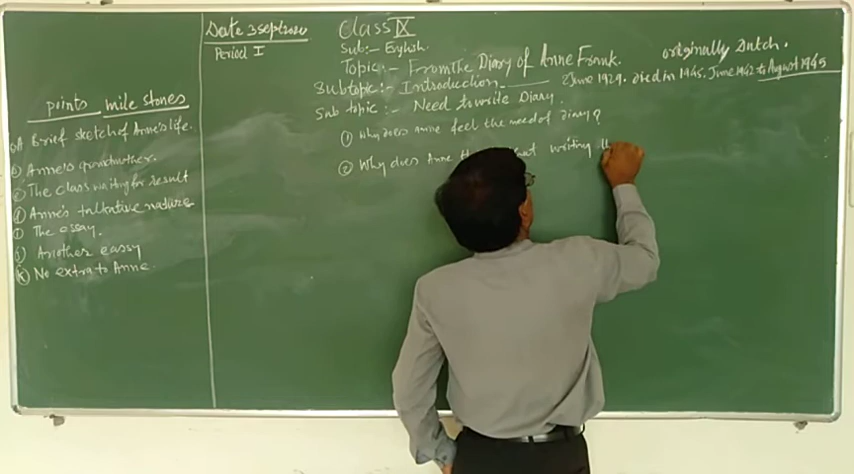 points mile stones
a) A Brief sketch of Anne's life.
b) Anne's grandmother.
The class waiting for result
Anne's talkative nature
i) The essay.
j) Another eassy
k) No extra to Anne.
Date 3 sept
Period I
Class IX
Sub:- English.
Topic:- From the Diary of Anne Frank. originally Dutch.
Subtopic:- Introduction. June 1929. died in 1945. June 1942 to August 1945
Sub topic:- Need to write Diary.
① Why does anne feel the need of diary?
② Why does Anne writing